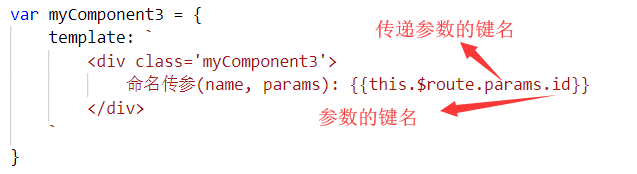 var myComponent3 = {
template: `
传递参数的键名
<div class='myComponent3'>
命名传参(name, params): {{this.$route.params.id}}
</div>
参数的键名
`
}